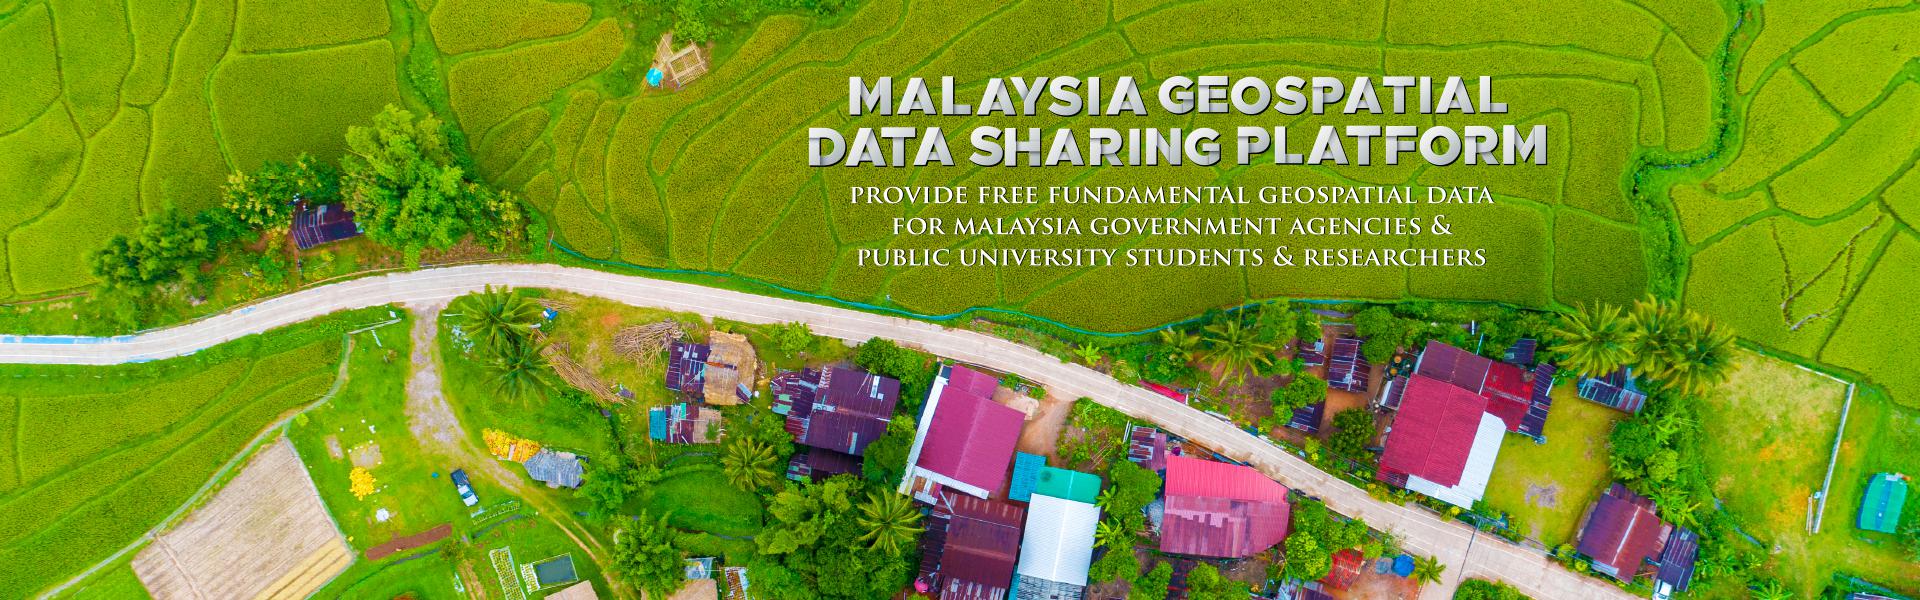 MALAYSIA GEOSPATIAL
DATA SHARING PLATFORM
PROVIDE FREE FUNDAMENTAL GEOSPATIAL DATA
FOR MALAYSIA GOVERNMENT AGENCIES &
PUBLIC UNIVERSITY STUDENTS & RESEARCHERS